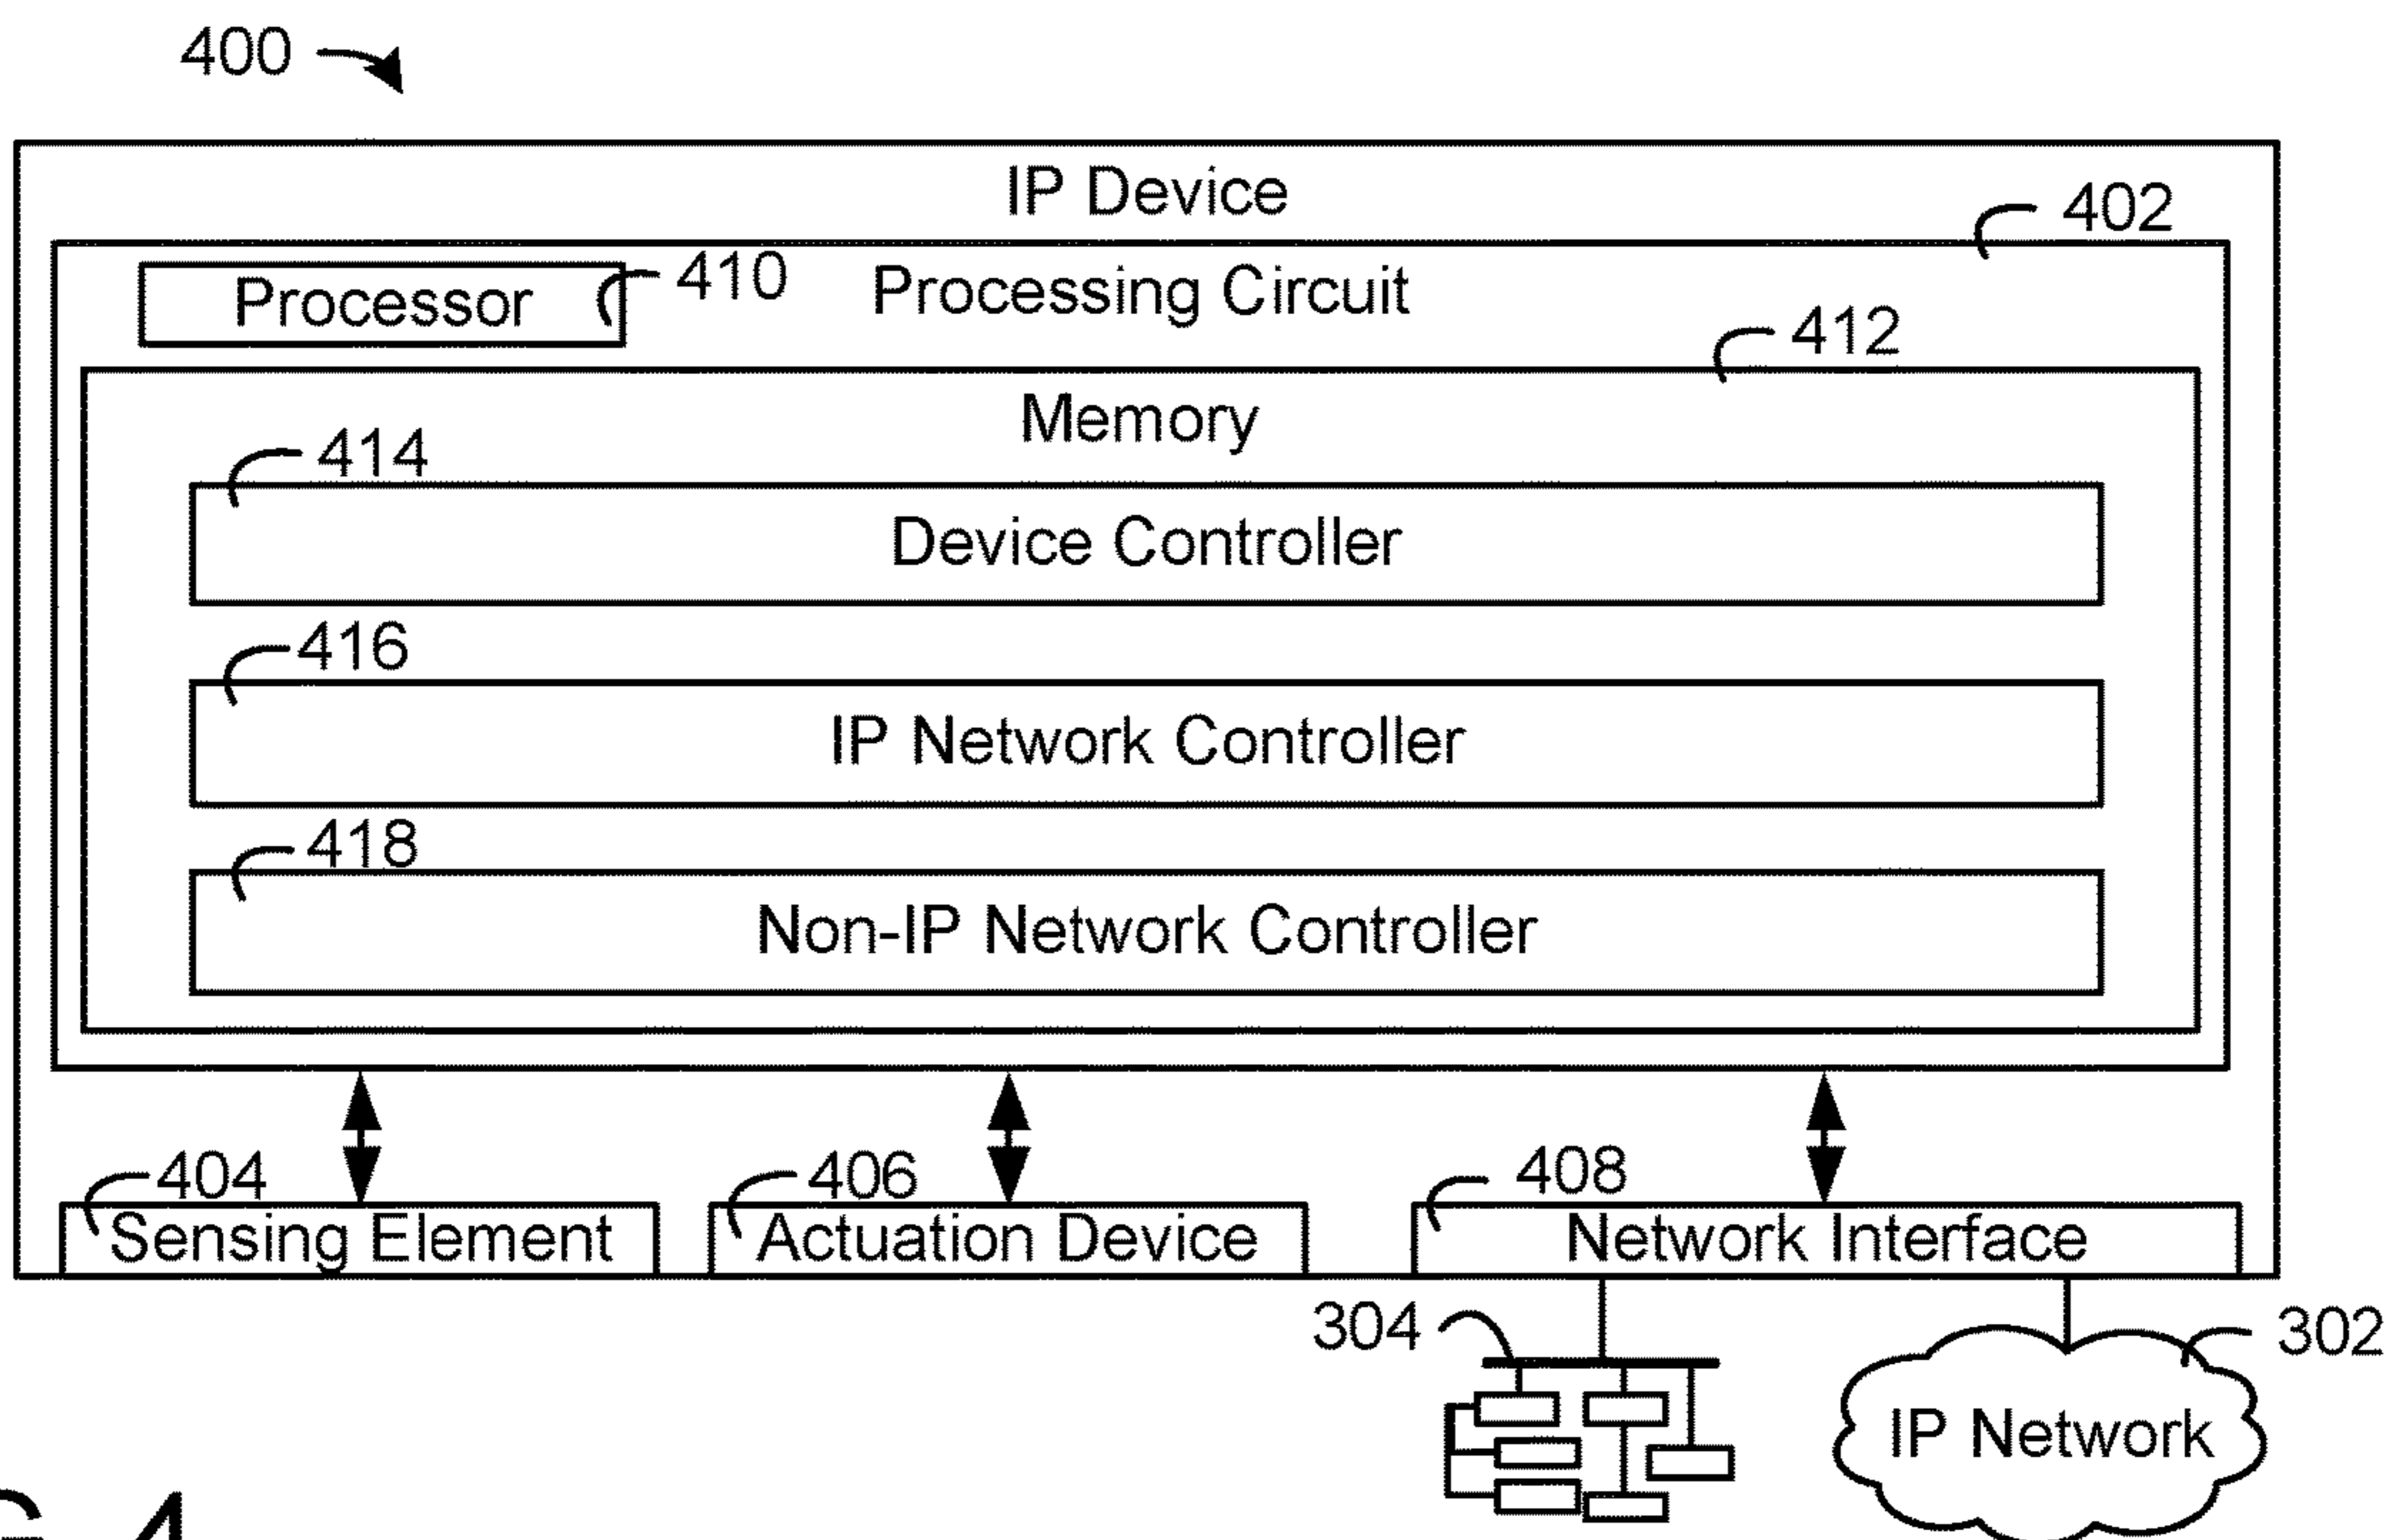 400
IP Device
402
Processor
410
Processing Circuit
412
Memory
414
Device Controller
416
IP Network Controller
418
Non-IP Network Controller
404
406
408
Sensing Element
Actuation Device
Network Interface
304
302
IP Network
4